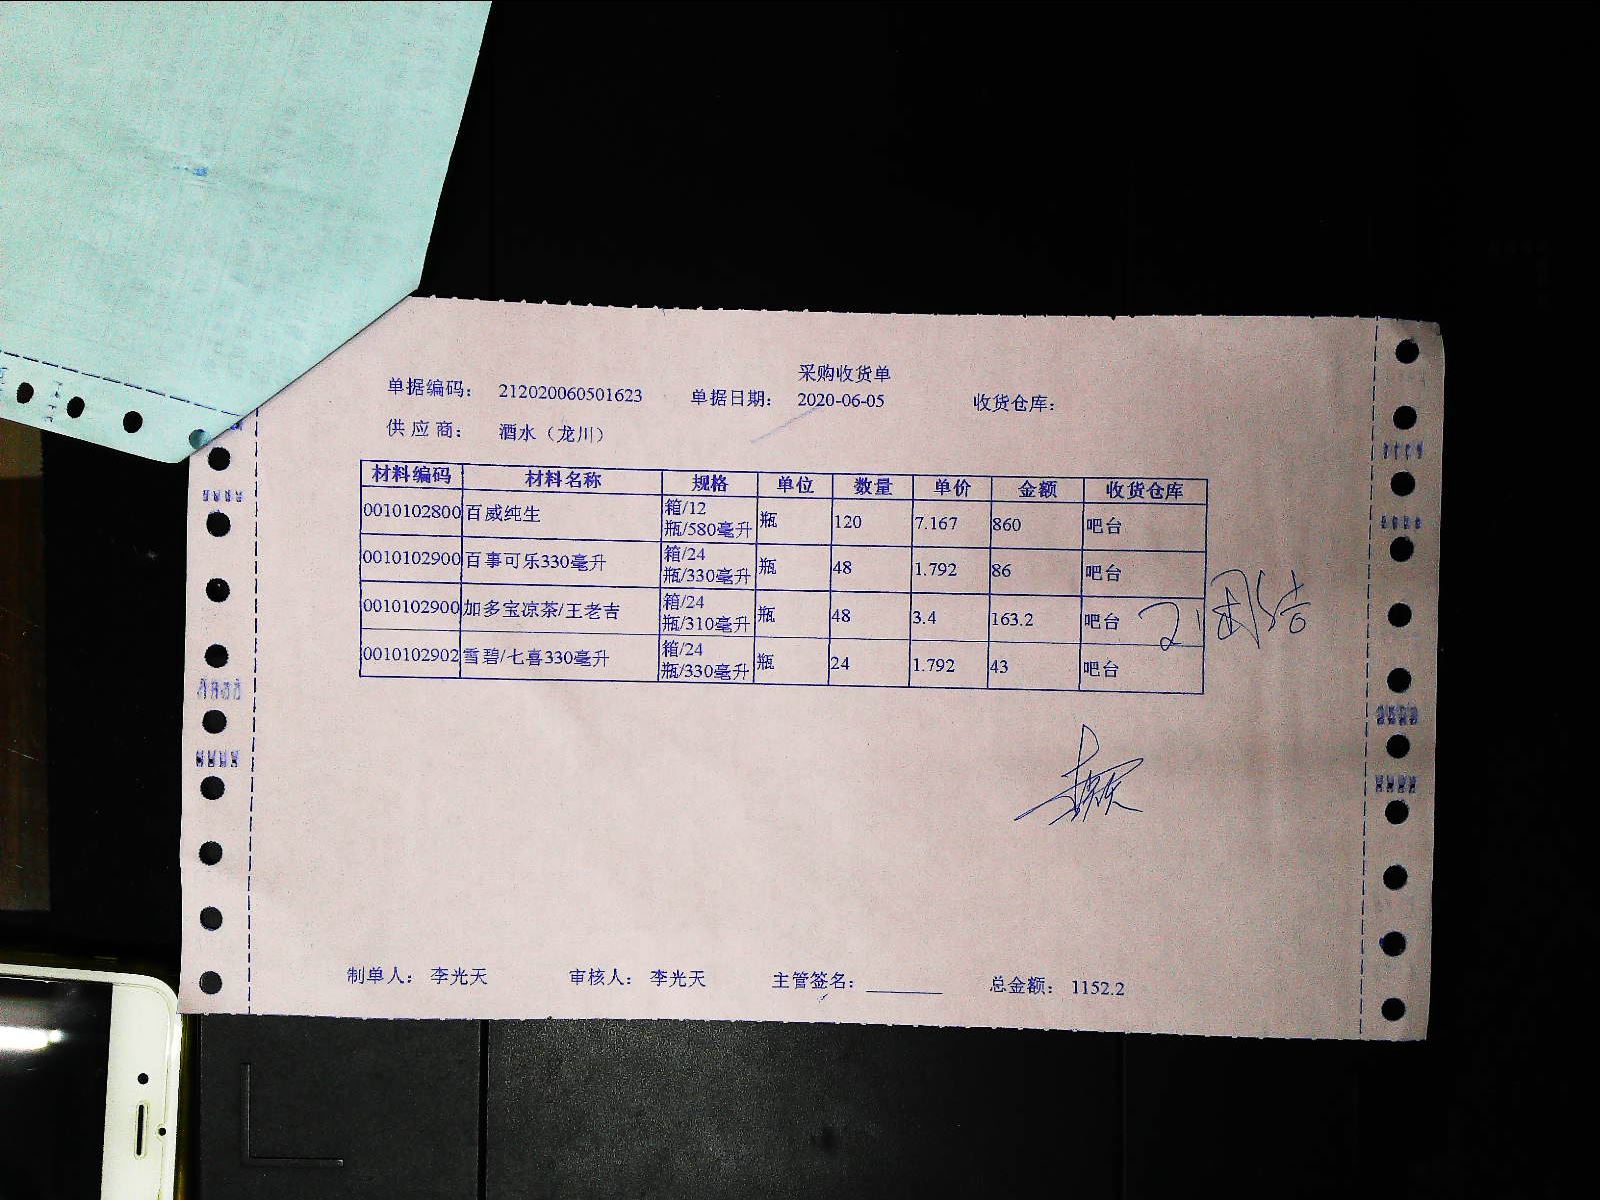 采购收货单
单据编码： 212020060501623 单据日期： 2020-06-05 收货仓库：
供 应 商： 酒水（龙川）
材料编码 材料名称 规格 单位 数量 单价 金额 收货仓库
0010102800 百威纯生 箱/12瓶/580毫升 瓶 120 7.167 860 吧台
0010102900 百事可乐330毫升 箱/24瓶/330毫升 瓶 48 1.792 86 吧台
0010102900 加多宝凉茶/王老吉 箱/24瓶/310毫升 瓶 48 3.4 163.2 吧台
0010102902 雪碧/七喜330毫升 箱/24瓶/330毫升 瓶 24 1.792 43 吧台
制单人： 李光天 审核人： 李光天 主管签名： 总金额： 1152.2